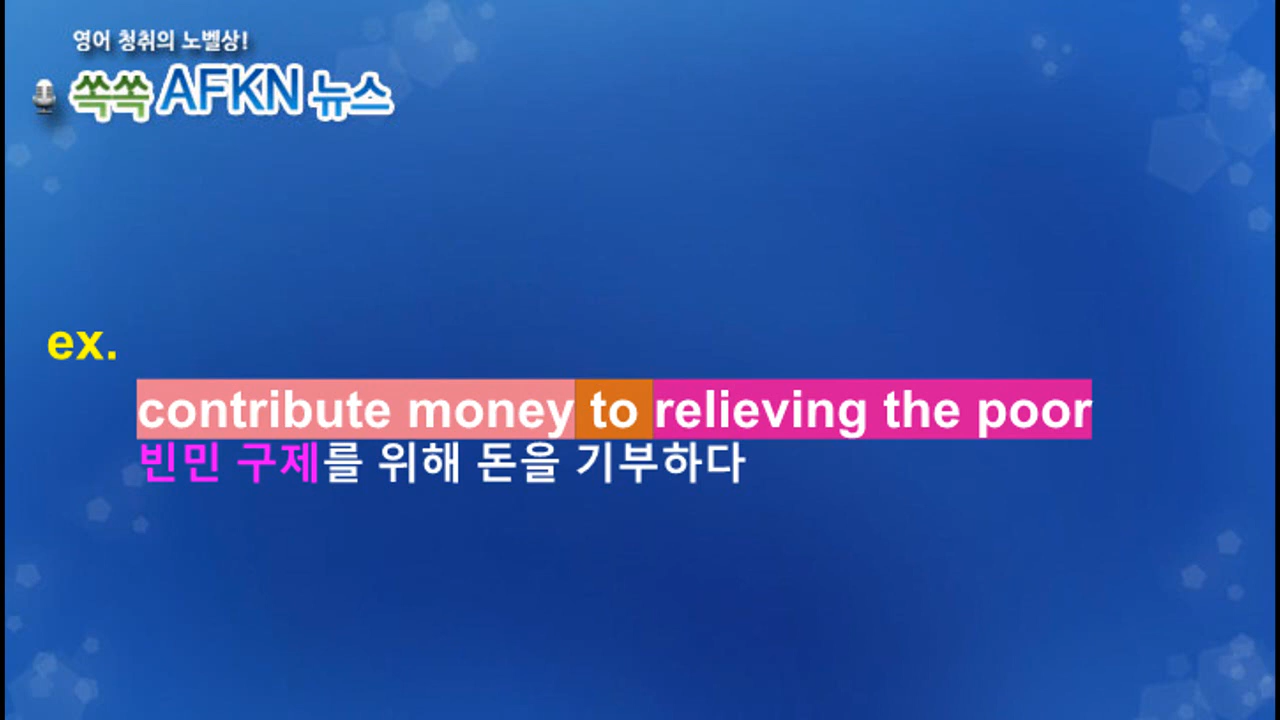 영어 청취의 노벨상!
쏙쏙 AFKN 뉴스
ex.
contribute money to relieving the poor
빈민 구제를 위해 돈을 기부하다